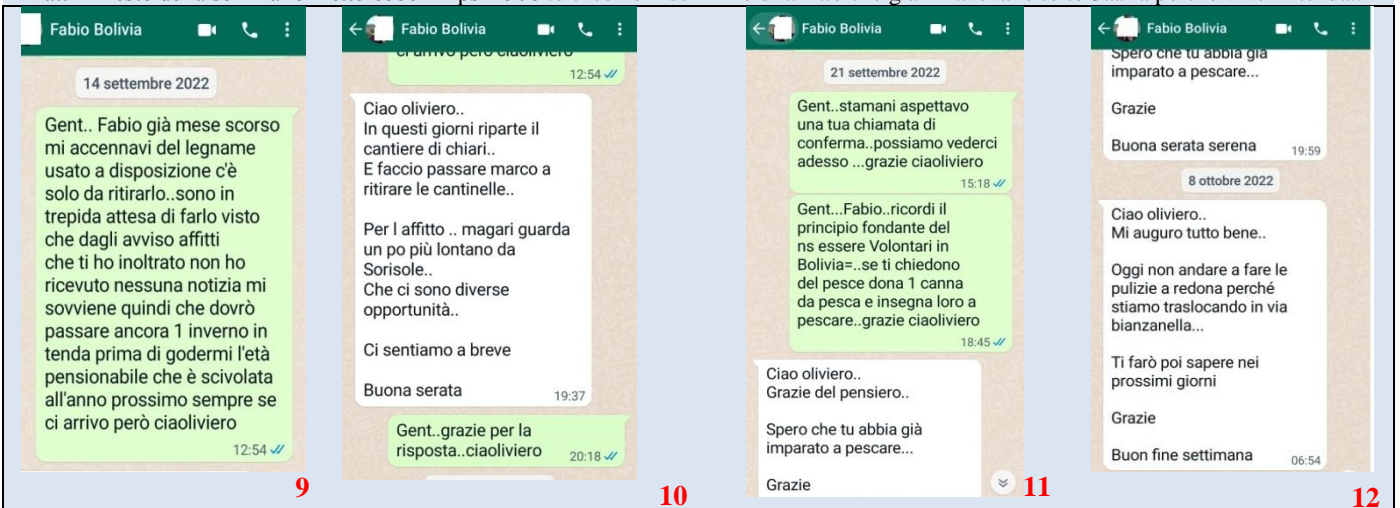 Fabio Bolivia
14 settembre 2022
Gent.. Fabio già mese scorso
mi accennavi del legname
usato a disposizione c'è
solo da ritirarlo..sono in
trepida attesa di farlo visto
che dagli avviso affitti
che ti ho inoltrato non ho
ricevuto nessuna notizia mi
sovviene quindi che dovrò
passare ancora 1 inverno in
tenda prima di godermi l'età
pensionabile che è scivolata
all'anno prossimo sempre se
ci arrivo però ciaoliviero
12:54
9
Fabio Bolivia
ci arrivo però ciaoliviero
12:54
Ciao oliviero..
In questi giorni riparte il
cantiere di chiari..
E faccio passare marco a
ritirare le cantinelle..
Per l affitto .. magari guarda
un po più lontano da
Sorisole..
Che ci sono diverse
opportunità..
Ci sentiamo a breve
Buona serata
19:37
Gent..grazie per la
risposta..ciaoliviero
20:18
10
Fabio Bolivia
21 settembre 2022
Gent..stamani aspettavo
una tua chiamata di
conferma..possiamo vederci
adesso ...grazie ciaoliviero
15:18
Gent...Fabio..ricordi il
principio fondante del
ns essere Volontari in
Bolivia=..se ti chiedono
del pesce dona 1 canna
da pesca e insegna loro a
pescare..grazie ciaoliviero
18:45
Ciao oliviero..
Grazie del pensiero..
Spero che tu abbia già
imparato a pescare...
Grazie
11
Fabio Bolivia
Spero che tu abbia già
imparato a pescare...
Grazie
Buona serata serena
19:59
8 ottobre 2022
Ciao oliviero..
Mi auguro tutto bene..
Oggi non andare a fare le
pulizie a redona perché
stiamo traslocando in via
bianzanella...
Ti farò poi sapere nei
prossimi giorni
Grazie
Buon fine settimana
06:54
12